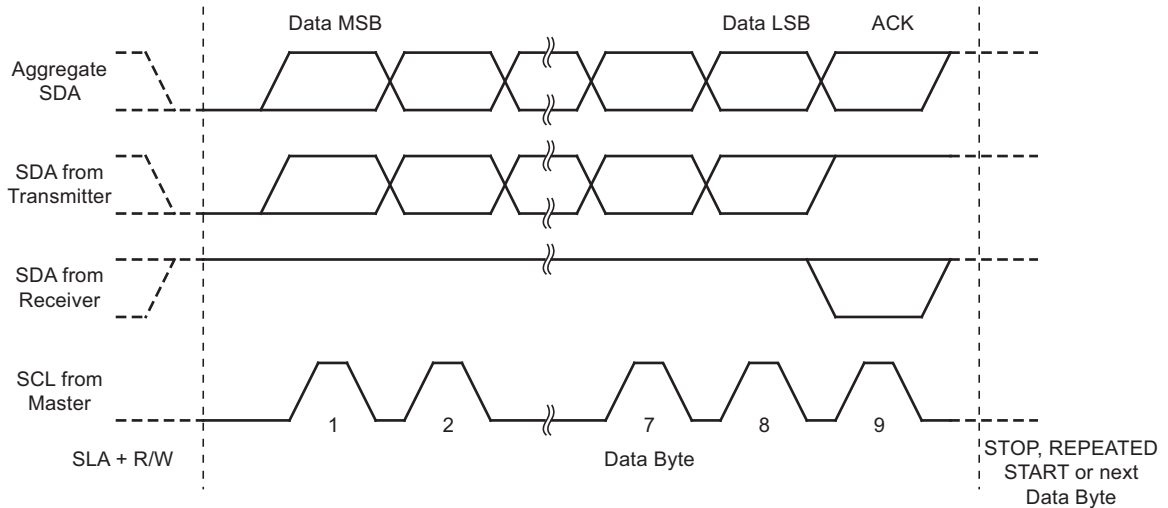 Data MSB
Data LSB
ACK
Aggregate
SDA
SDA from
Transmitter
SDA from
Receiver
SCL from
Master
1
2
7
8
9
SLA + R/W
Data Byte
STOP, REPEATED
START or next
Data Byte